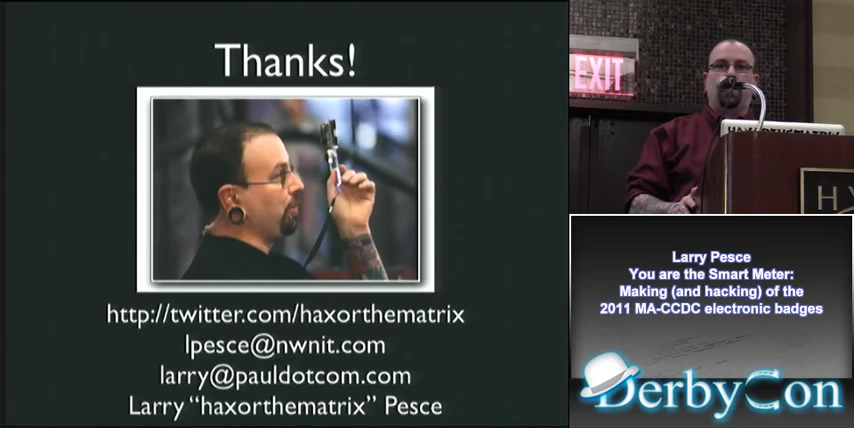 Thanks!
http://twitter.com/haxorthematrix
lpesce@nwnit.com
larry@pauldotcom.com
Larry “haxorthematrix” Pesce
EXIT
HAXORTHEMATRIX
Larry Pesce
You are the Smart Meter:
Making (and hacking) of the
2011 MA-CCDC electronic badges
DerbyCon